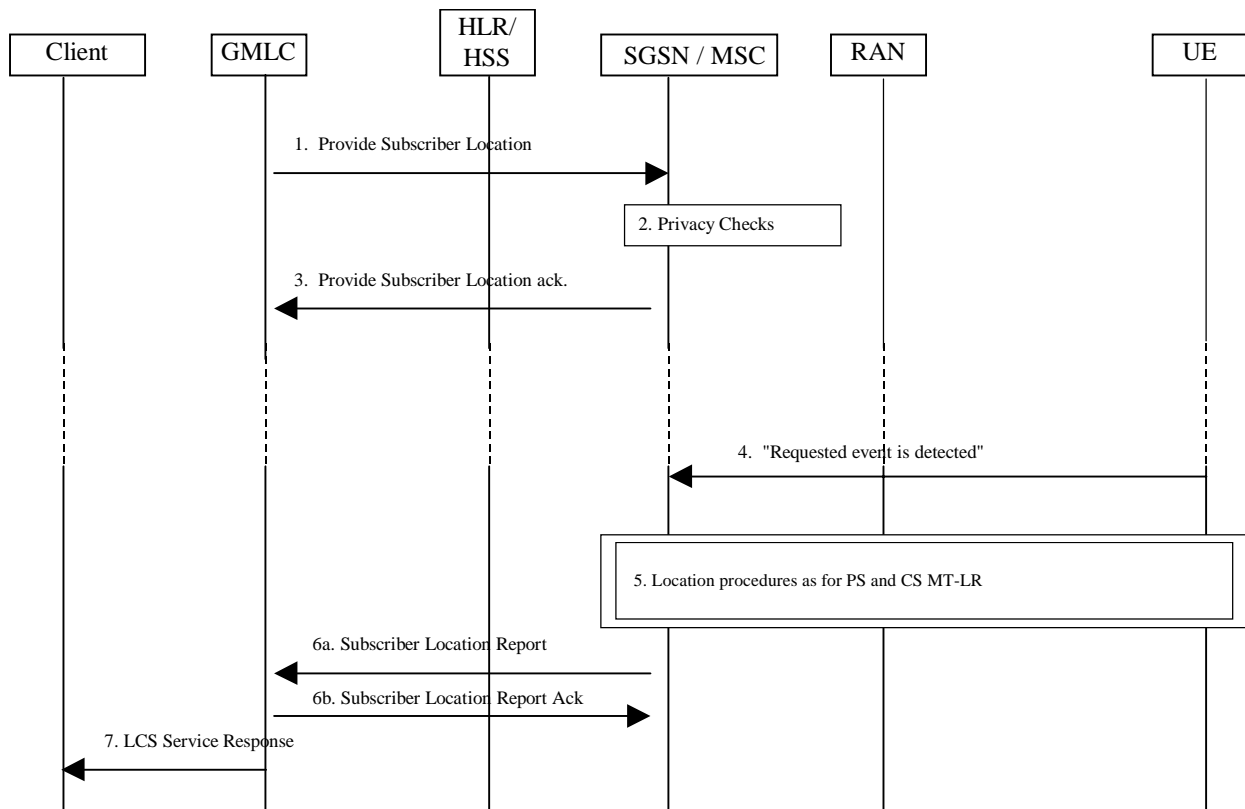 Client
GMLC
HLR/
HSS
SGSN / MSC
RAN
UE
1. Provide Subscriber Location
2. Privacy Checks
3. Provide Subscriber Location ack.
4. "Requested event is detected"
5. Location procedures as for PS and CS MT-LR
6a. Subscriber Location Report
6b. Subscriber Location Report Ack
7. LCS Service Response